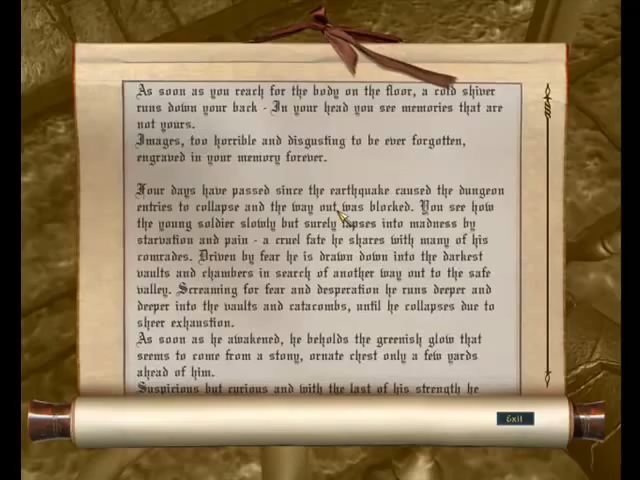 As soon as you reach for the body on the floor, a cold shiver
runs down your back - In your head you see memories that are
not yours.
Images, too horrible and disgusting to be ever forgotten,
engraved in your memory forever.
Four days have passed since the earthquake caused the dungeon
entries to collapse and the way out was blocked. You see how
the young soldier slowly but surely lapses into madness by
starvation and pain - a cruel fate he shares with many of his
comrades. Driven by fear he is drawn down into the darkest
vaults and chambers in search of another way out to the safe
valley. Screaming for fear and desperation he runs deeper and
deeper into the vaults and catacombs, until he collapses due to
sheer exhaustion.
As soon as he awakened, he beholds the greenish glow that
seems to come from a stony, ornate chest only a few yards
ahead of him.
Suspicious but curious and with the last of his strength he
Exit